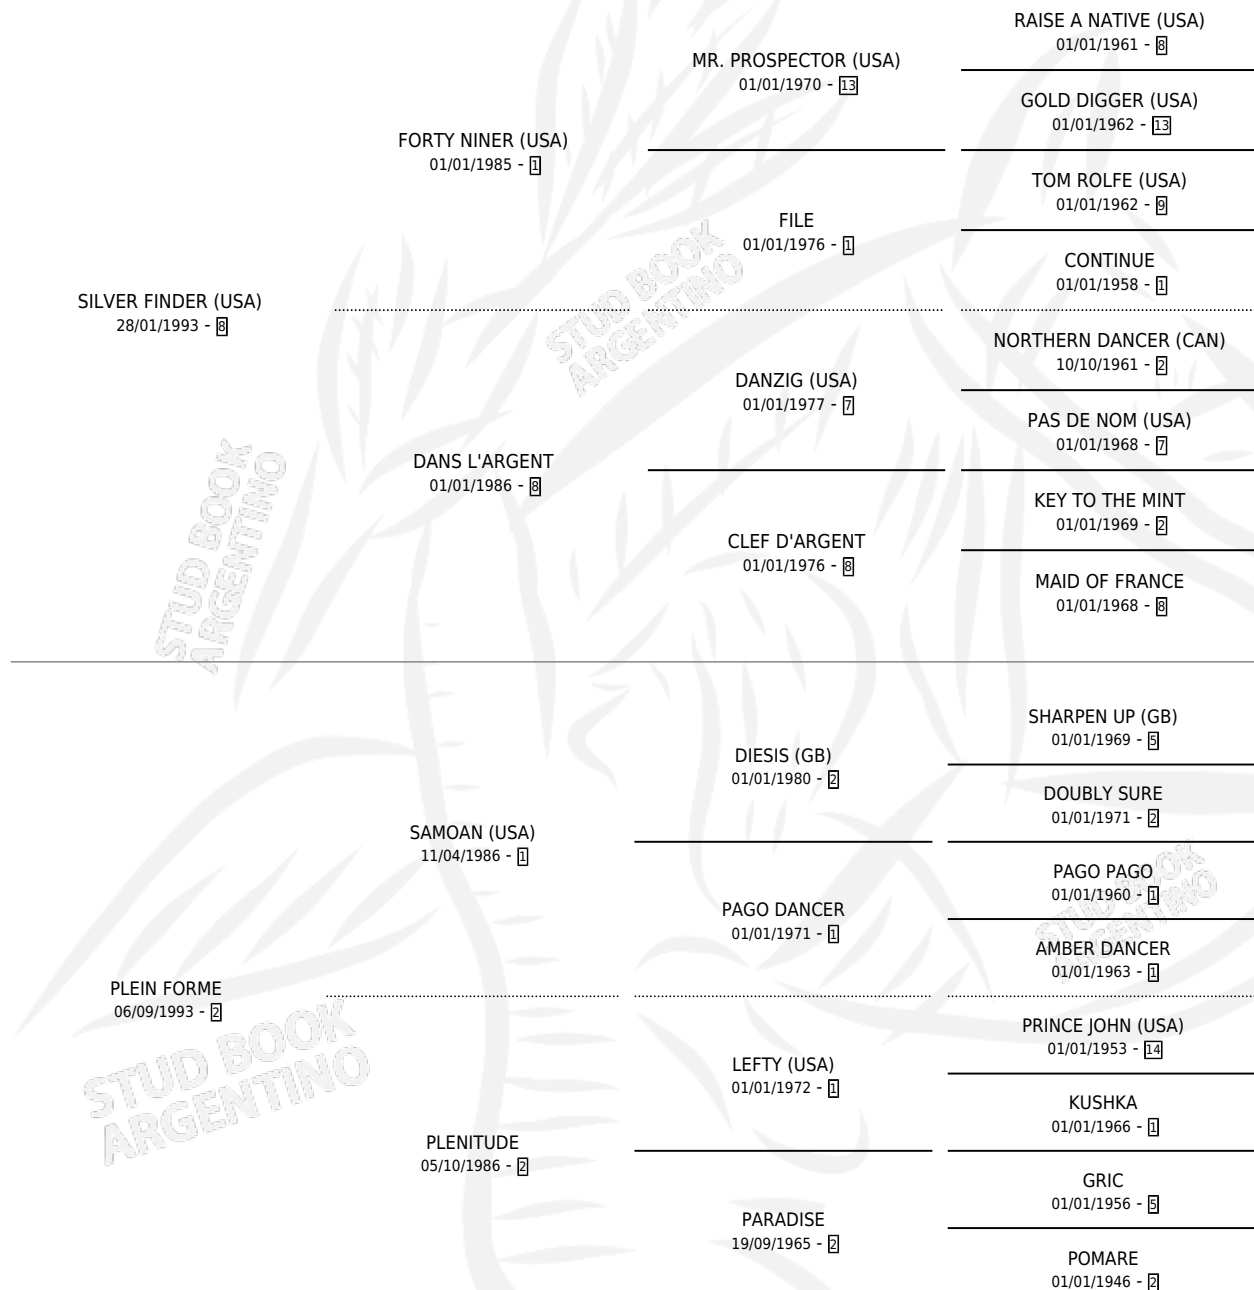 RAISE A NATIVE (USA)
01/01/1961 - 8
MR. PROSPECTOR (USA)
01/01/1970 - 13
GOLD DIGGER (USA)
01/01/1962 - 13
FORTY NINER (USA)
01/01/1985 - 1
TOM ROLFE (USA)
01/01/1962 - 9
FILE
01/01/1976 - 1
CONTINUE
01/01/1958 - 1
SILVER FINDER (USA)
28/01/1993 - 8
NORTHERN DANCER (CAN)
10/10/1961 - 2
DANZIG (USA)
01/01/1977 - 7
PAS DE NOM (USA)
01/01/1968 - 7
DANS L'ARGENT
01/01/1986 - 8
KEY TO THE MINT
01/01/1969 - 2
CLEF D'ARGENT
01/01/1976 - 8
MAID OF FRANCE
01/01/1968 - 8
SHARPEN UP (GB)
01/01/1969 - 5
DIESIS (GB)
01/01/1980 - 2
DOUBLY SURE
01/01/1971 - 2
SAMOAN (USA)
11/04/1986 - 1
PAGO PAGO
01/01/1960 - 1
PAGO DANCER
01/01/1971 - 1
AMBER DANCER
01/01/1963 - 1
PLEIN FORME
06/09/1993 - 2
PRINCE JOHN (USA)
01/01/1953 - 14
LEFTY (USA)
01/01/1972 - 1
KUSHKA
01/01/1966 - 1
PLENITUDE
05/10/1986 - 2
GRIC
01/01/1956 - 5
PARADISE
19/09/1965 - 2
POMARE
01/01/1946 - 2
STUD BOOK
ARGENTINO
STUD BOOK
ARGENTINO
STUD BOOK
ARGENTINO
STUD BOOK
ARGENTINO